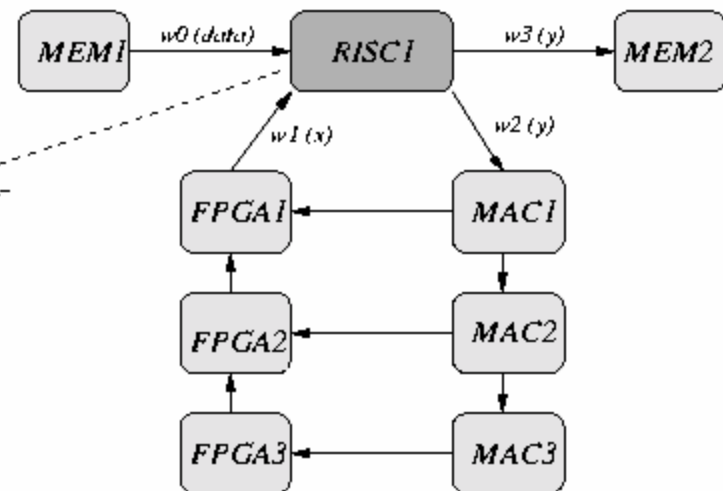 MEM1 w0 (data) RISC1 w3 (y) MEM2
w1 (x) w2 (y)
FPGA1 MAC1
FPGA2 MAC2
FPGA3 MAC3